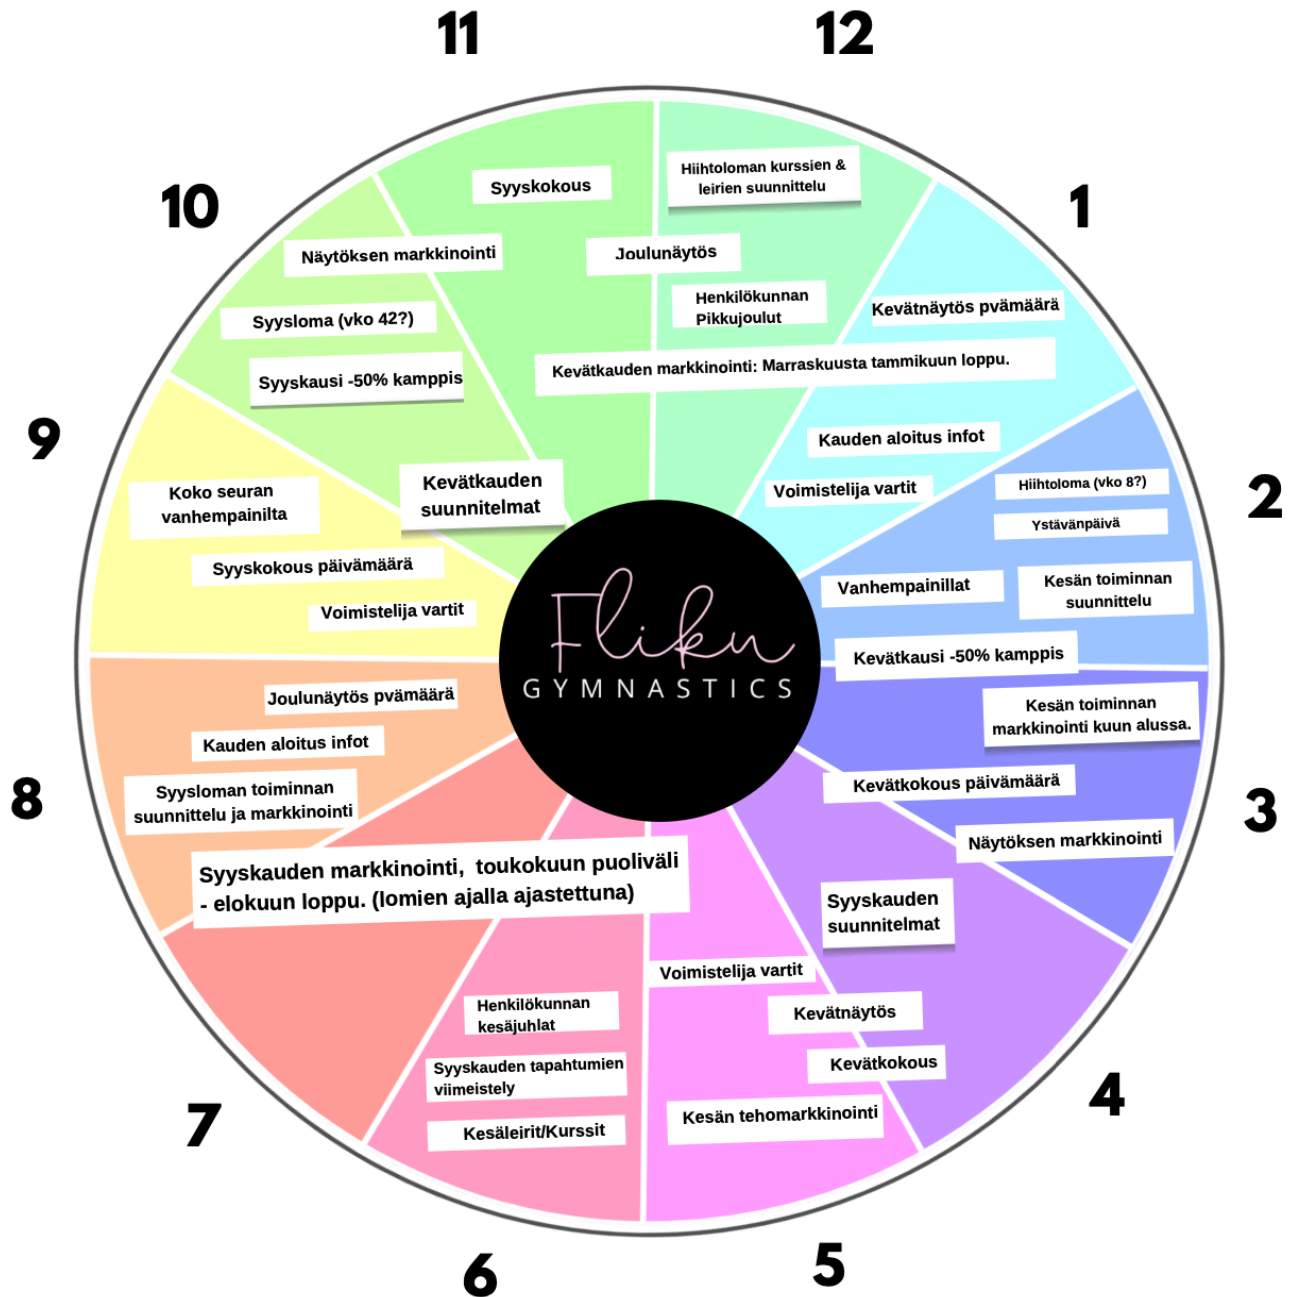 11
12
10
1
9
2
8
3
7
4
6
5
Syyskokous
Hiihtoloman kurssien &
leirien suunnittelu
Näytöksen markkinointi
Joulunäytös
Henkilökunnan
Pikkujoulut
Kevätnäytös pvämäärä
Syysloma (vko 42?)
Syyskausi -50% kamppis
Kevätkauden markkinointi: Marraskuusta tammikuun loppu.
Kauden aloitus infot
Voimistelija vartit
Kevätkauden
suunnitelmat
Hiihtoloma (vko 8?)
Ystävänpäivä
Vanhempainillat
Kesän toiminnan
suunnittelu
Kevätkausi -50% kamppis
Koko seuran
vanhempainilta
Syyskokous päivämäärä
Voimistelija vartit
Fliku
GYMNASTICS
Joulunäytös pvämäärä
Kauden aloitus infot
Syysloman toiminnan
suunnittelu ja markkinointi
Kesän toiminnan
markkinointi kuun alussa.
Kevätkokous päivämäärä
Näytöksen markkinointi
Syyskauden markkinointi, toukokuun puoliväli
- elokuun loppu. (lomien ajalla ajastettuna)
Syyskauden
suunnitelmat
Voimistelija vartit
Kevätnäytös
Kevätkokous
Kesän tehomarkkinointi
Henkilökunnan
kesäjuhlat
Syyskauden tapahtumien
viimeistely
Kesäleirit/Kurssit